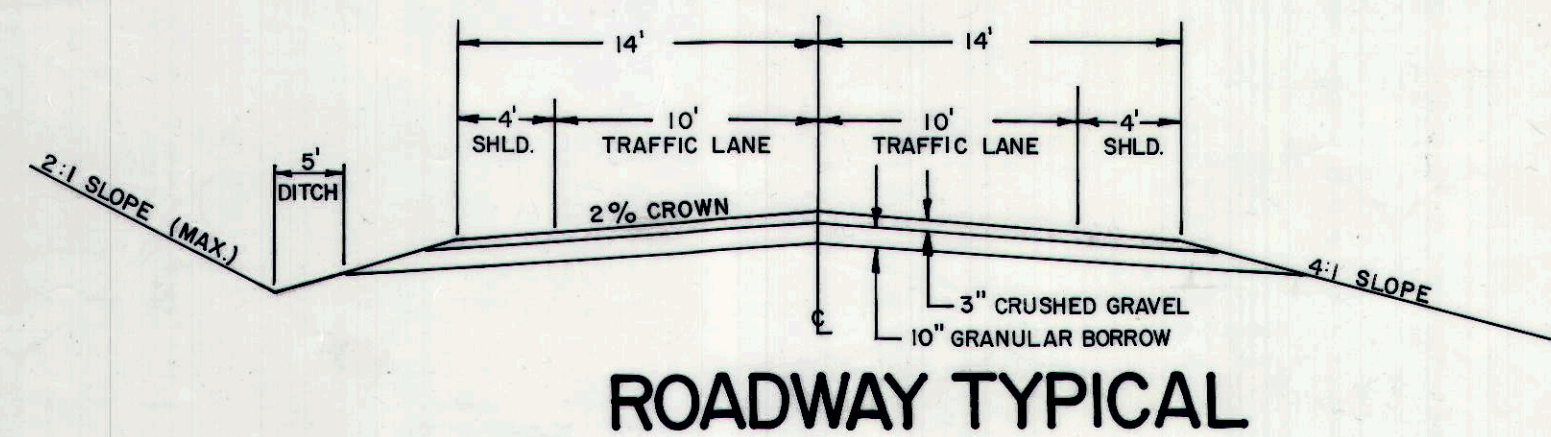 14' 14'
4' 10' 10' 4'
SHLD. TRAFFIC LANE TRAFFIC LANE SHLD.
5'
DITCH
2:1 SLOPE (MAX.)
2% CROWN
4:1 SLOPE
3" CRUSHED GRAVEL
℄
10" GRANULAR BORROW
ROADWAY TYPICAL